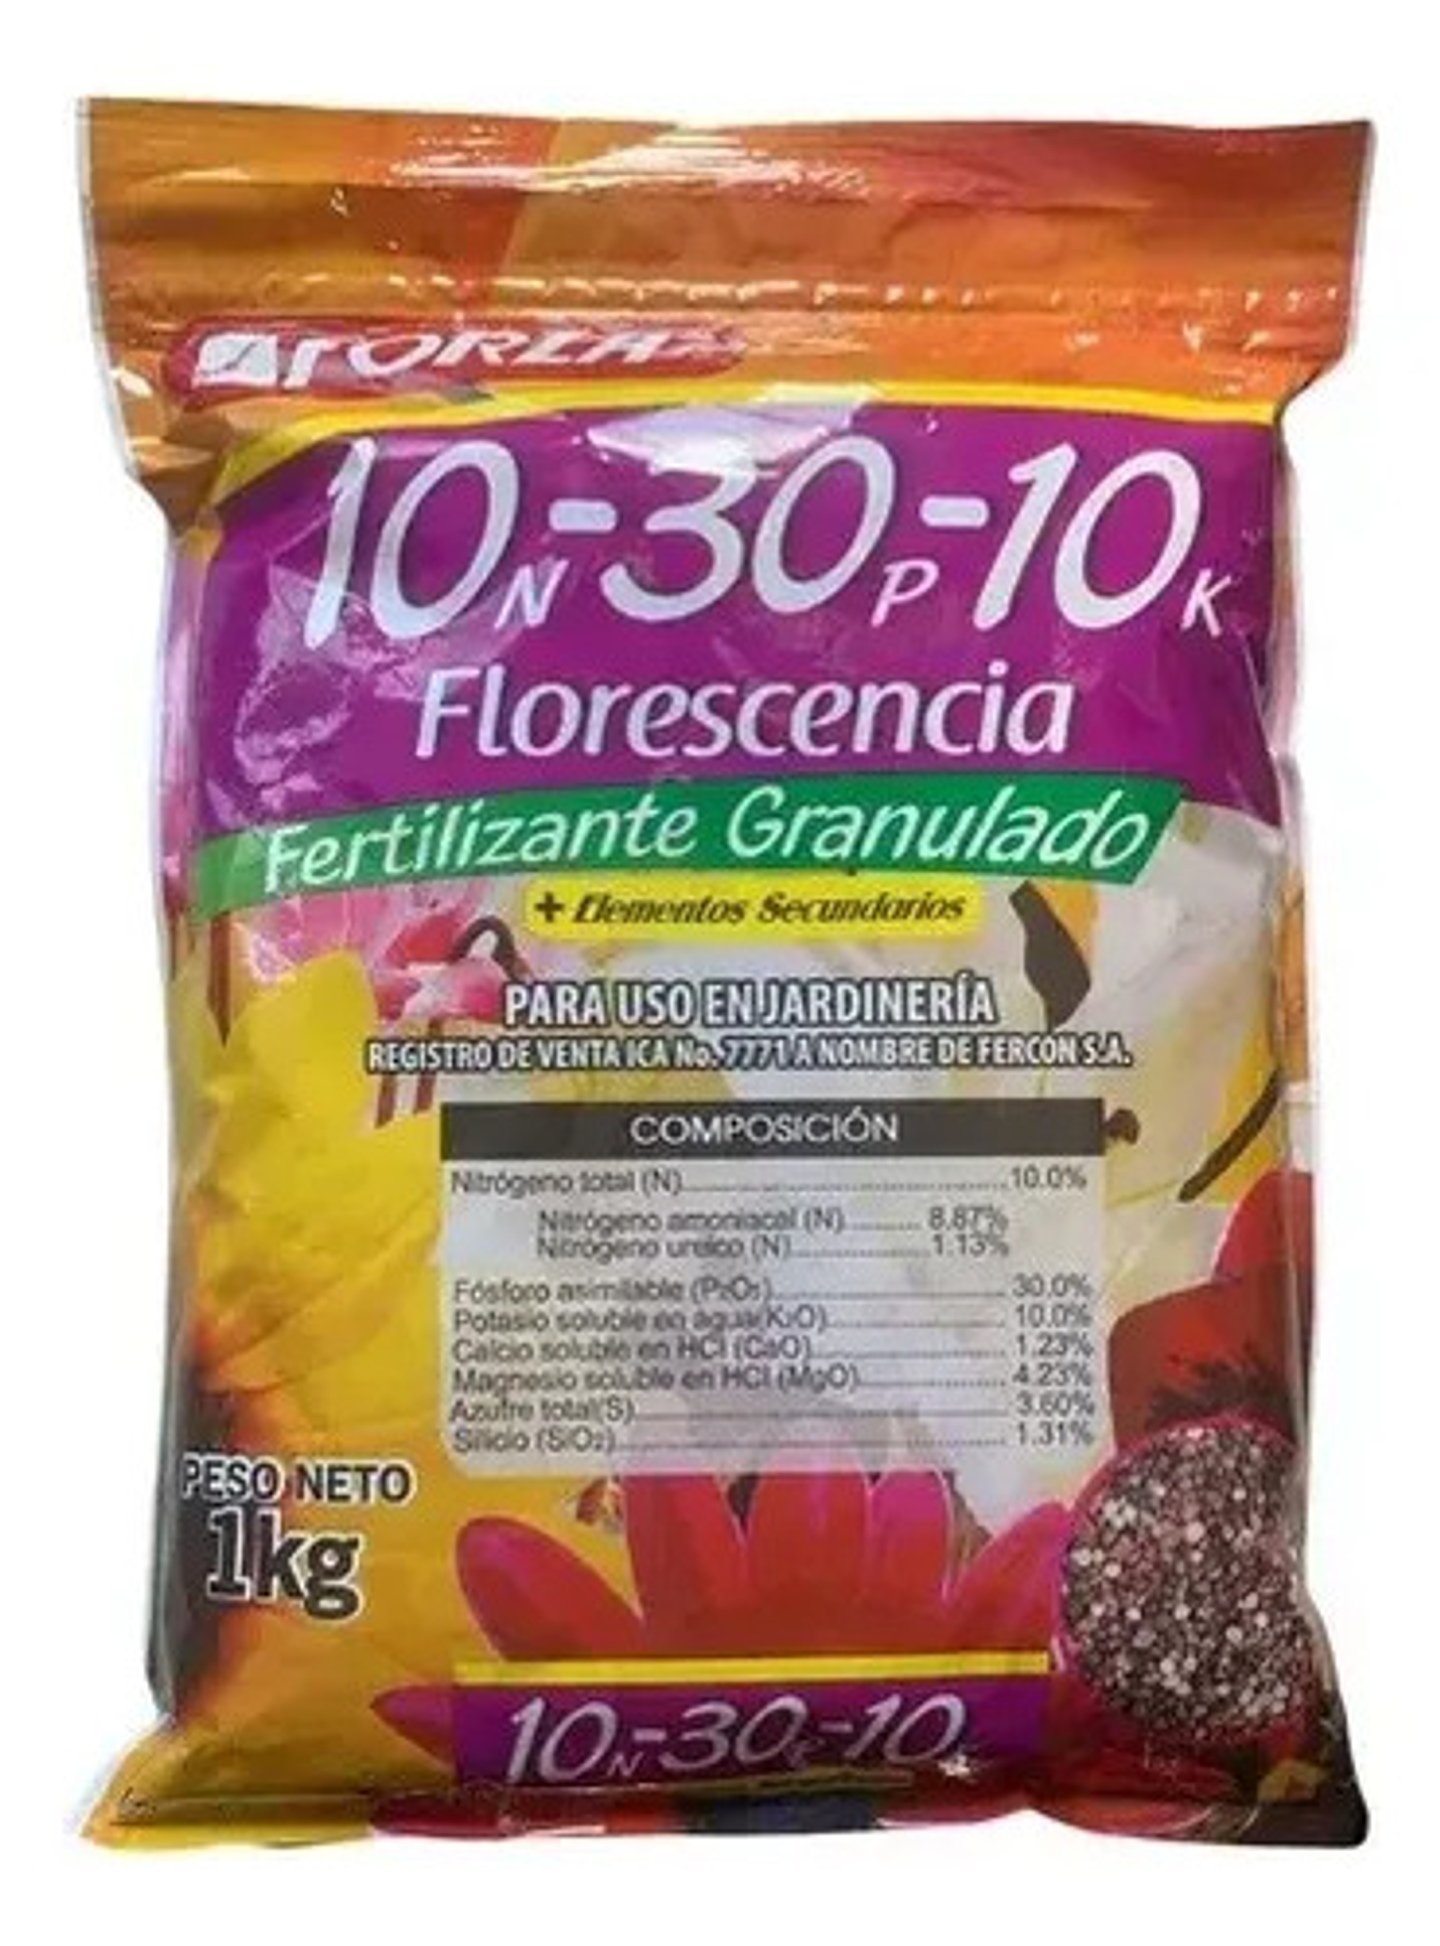 FORZA
10N-30P-10K
Florescencia
Fertilizante Granulado
+ Elementos Secundarios
PARA USO EN JARDINERÍA
REGISTRO DE VENTA ICA No. 7771 A NOMBRE DE FERCON S.A.
COMPOSICIÓN
Nitrógeno total (N)..........10.0%
Nitrógeno amoniacal (N)..........8.87%
Nitrógeno ureico (N)..........1.13%
Fósforo asimilable (P₂O₅)..........30.0%
Potasio soluble en agua(K₂O)..........10.0%
Calcio soluble en HCl (CaO)..........1.23%
Magnesio soluble en HCl (MgO)..........4.23%
Azufre total(S)..........3.60%
Silicio (SiO₂)..........1.31%
PESO NETO
1kg
10N-30P-10K